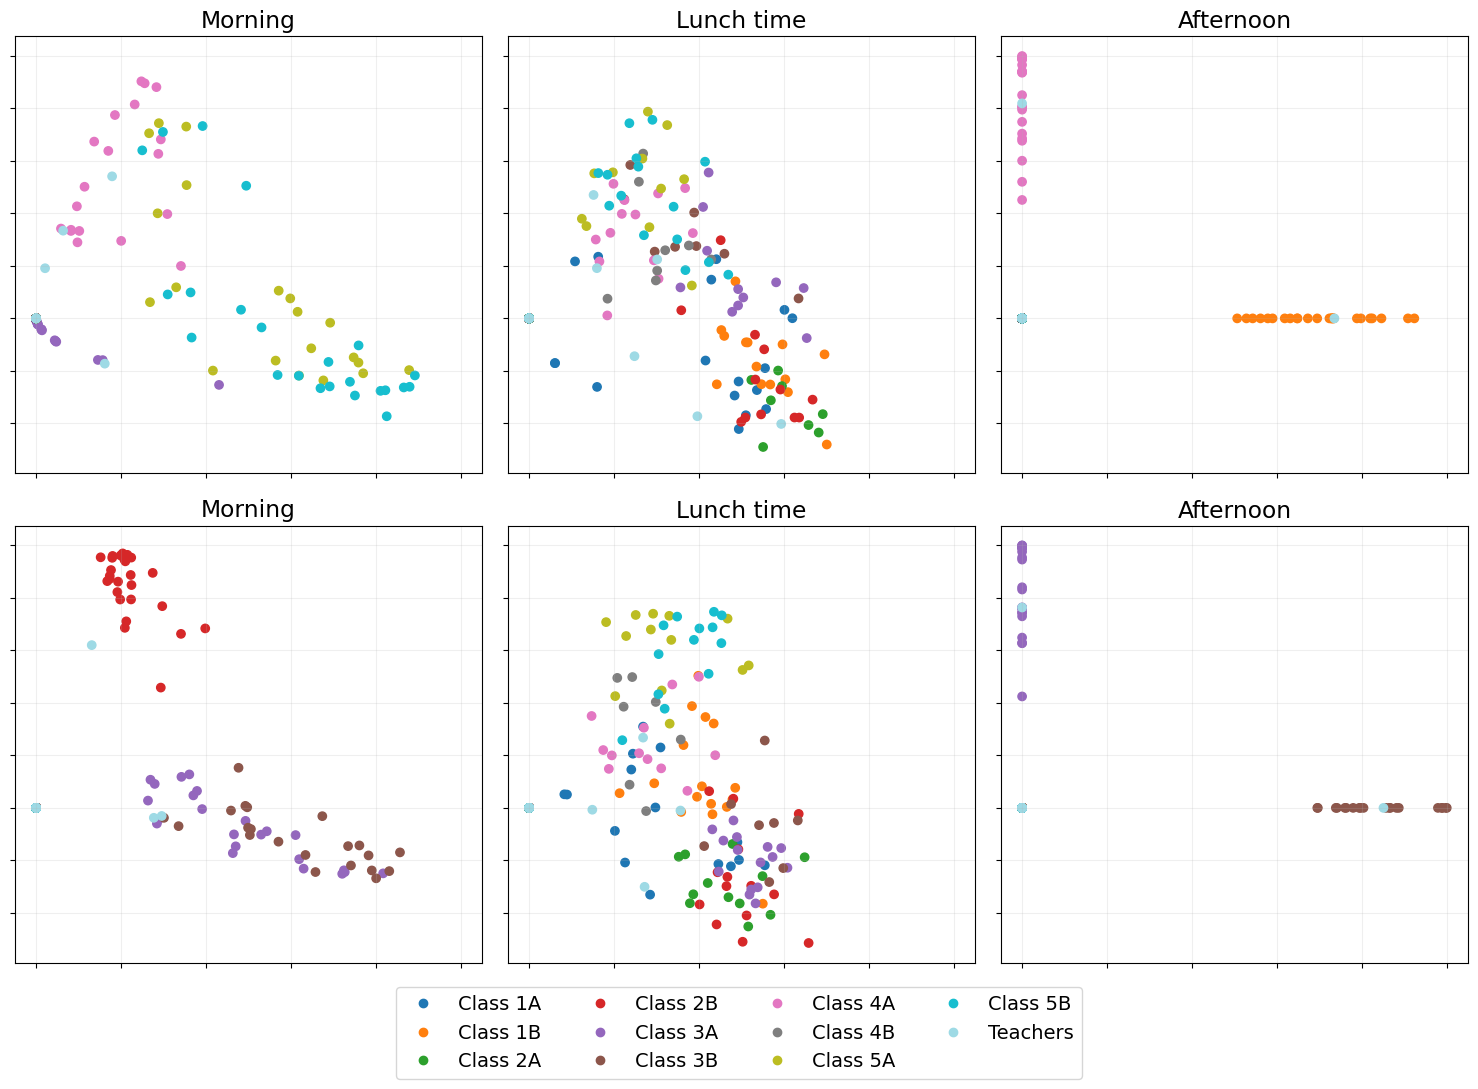 Morning
Lunch time
Afternoon
Morning
Lunch time
Afternoon
Class 1A
Class 1B
Class 2A
Class 2B
Class 3A
Class 3B
Class 4A
Class 4B
Class 5A
Class 5B
Teachers